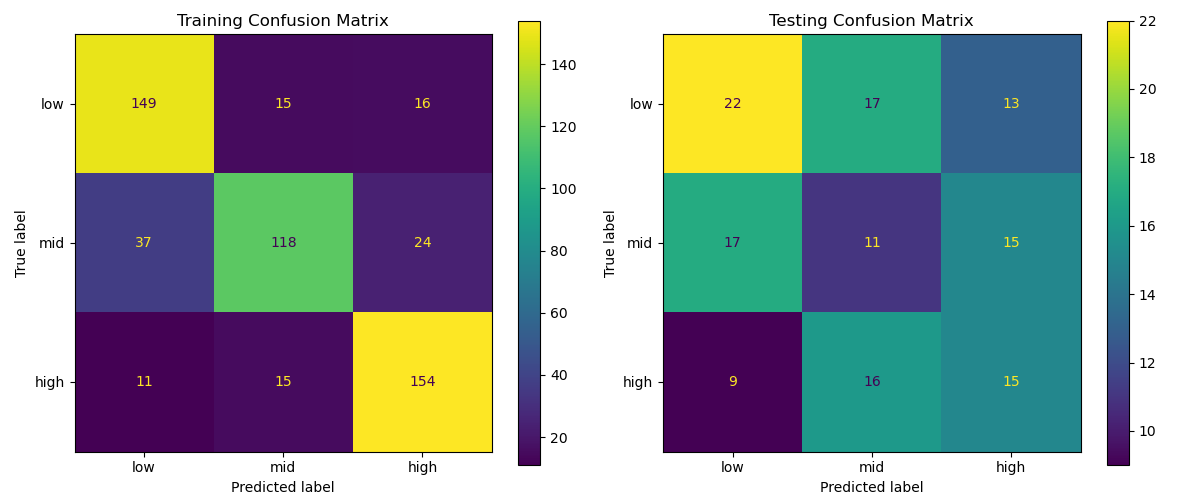 Training Confusion Matrix
True label
low
mid
high
149 15 16
37 118 24
11 15 154
low mid high
Predicted label
140
120
100
80
60
40
20
Testing Confusion Matrix
True label
low
mid
high
22 17 13
17 11 15
9 16 15
low mid high
Predicted label
22
20
18
16
14
12
10